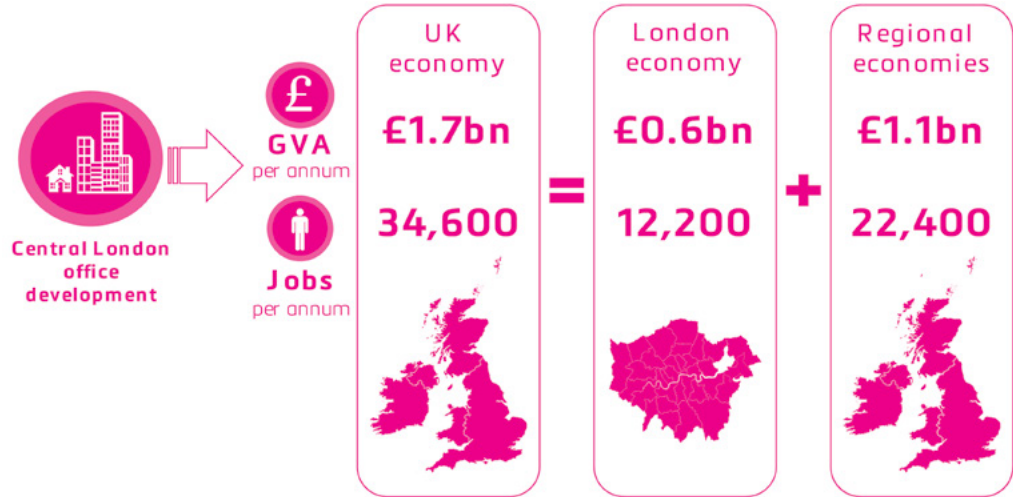 Central London
office
development
£
GVA
per annum
Jobs
per annum
UK
economy
£1.7bn
34,600
=
London
economy
£0.6bn
12,200
+
Regional
economies
£1.1bn
22,400